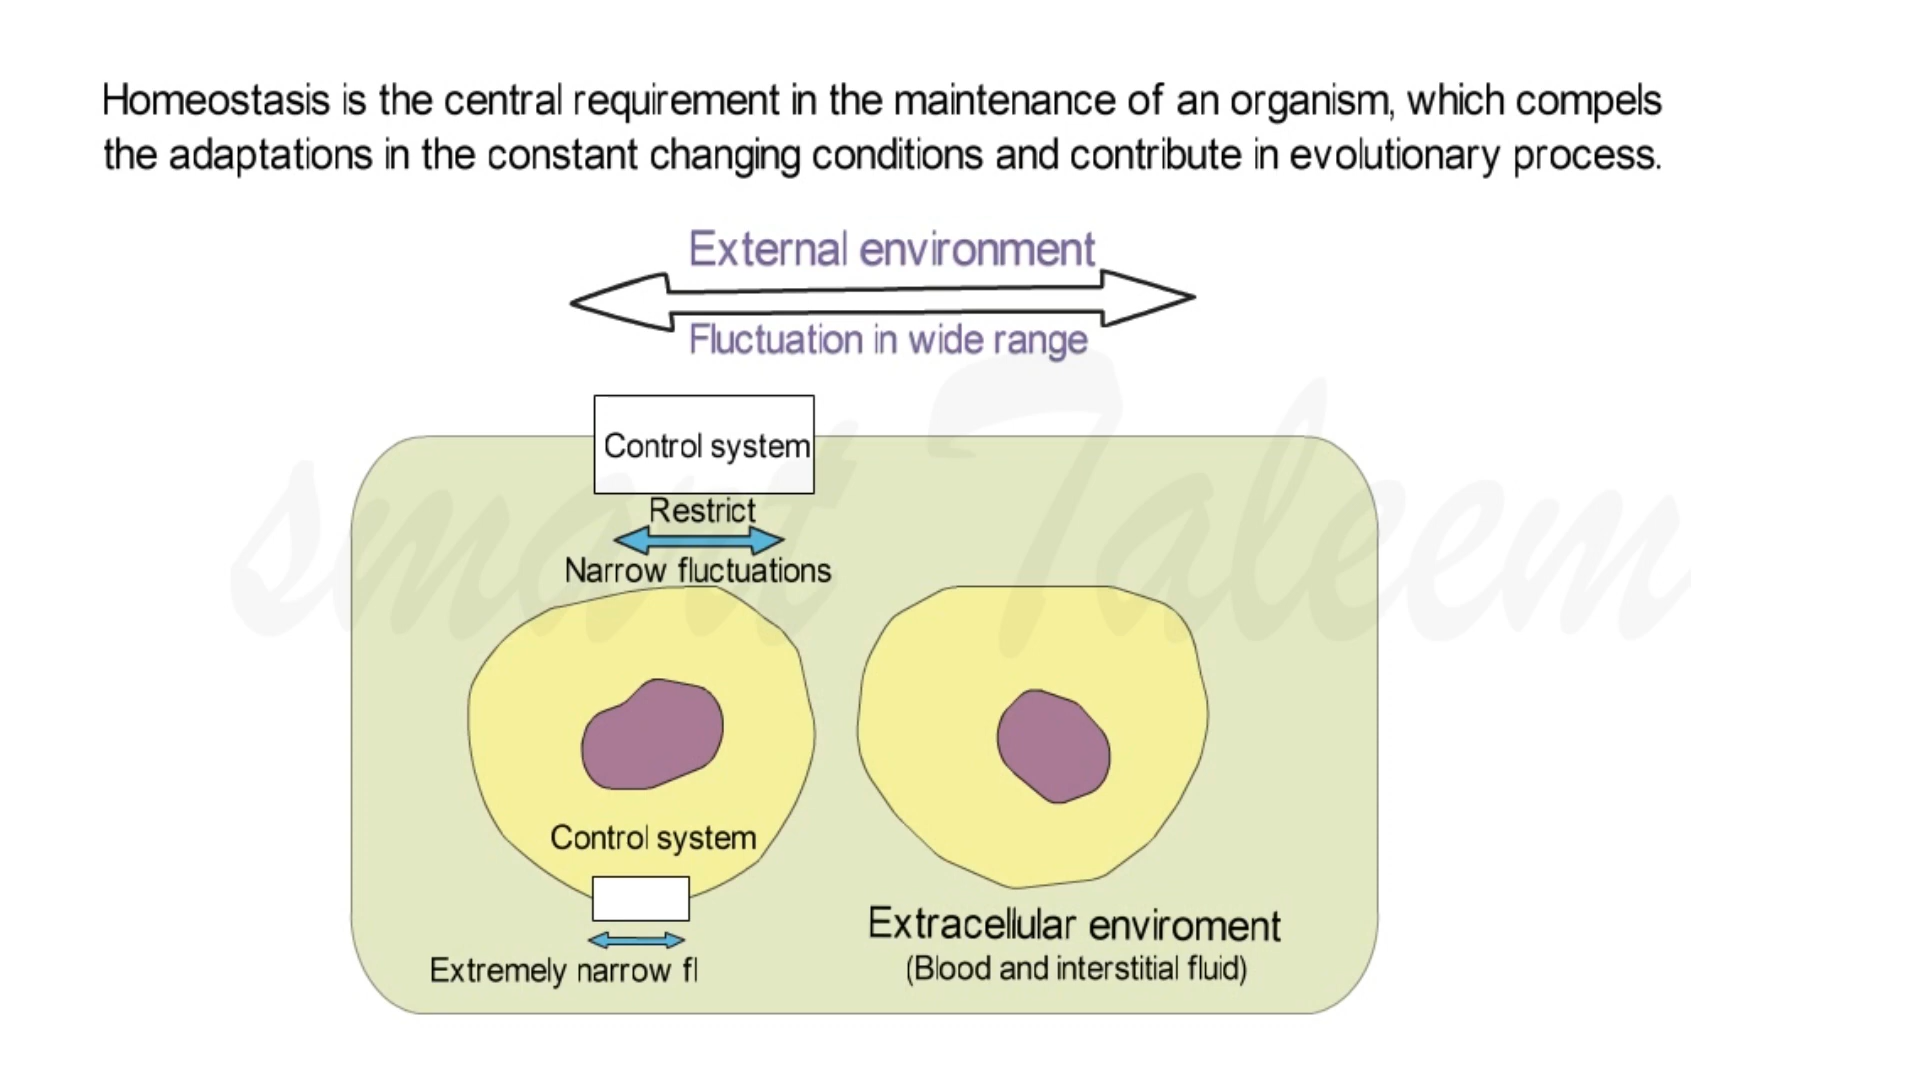 Homeostasis is the central requirement in the maintenance of an organism, which compels
the adaptations in the constant changing conditions and contribute in evolutionary process.
External environment
Fluctuation in wide range
Control system
Restrict
Narrow fluctuations
Control system
Extremely narrow fl
Extracellular enviroment
(Blood and interstitial fluid)
smart Taleem